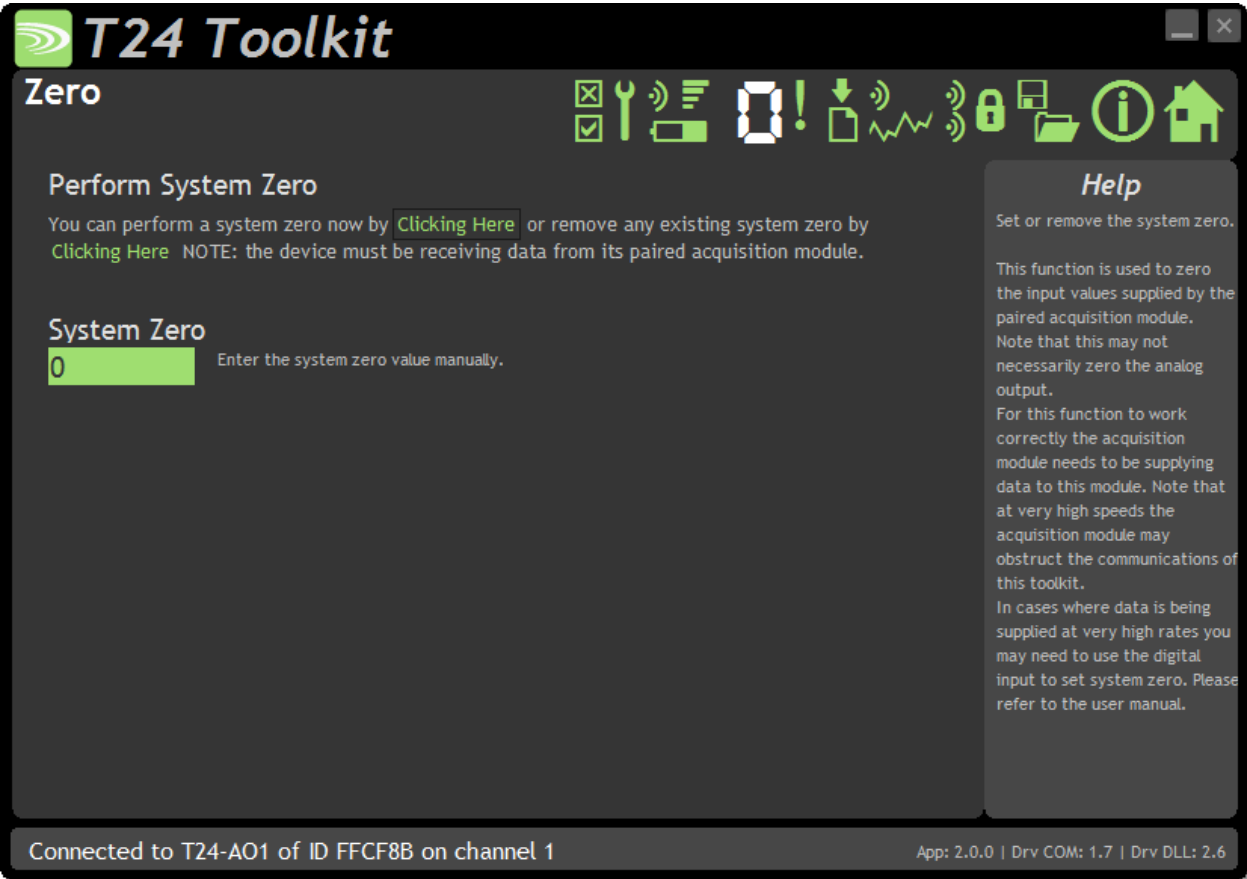 T24 Toolkit
Zero
0!
Perform System Zero
You can perform a system zero now by Clicking Here or remove any existing system zero by
Clicking Here NOTE: the device must be receiving data from its paired acquisition module.
System Zero
0
Enter the system zero value manually.
Help
Set or remove the system zero.
This function is used to zero
the input values supplied by the
paired acquisition module.
Note that this may not
necessarily zero the analog
output.
For this function to work
correctly the acquisition
module needs to be supplying
data to this module. Note that
at very high speeds the
acquisition module may
obstruct the communications of
this toolkit.
In cases where data is being
supplied at very high rates you
may need to use the digital
input to set system zero. Please
refer to the user manual.
Connected to T24-AO1 of ID FFCF8B on channel 1
App: 2.0.0 | Drv COM: 1.7 | Drv DLL: 2.6